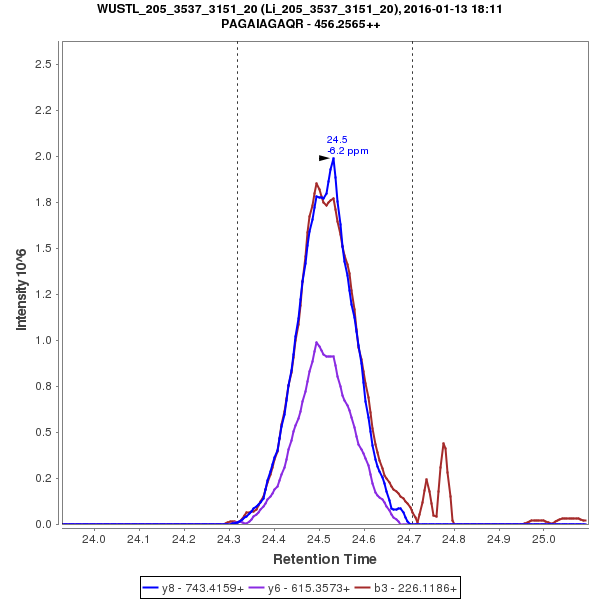 WUSTL_205_3537_3151_20 (Li_205_3537_3151_20), 2016-01-13 18:11
PAGAIAGAQR - 456.2565++
Intensity 10^6
2.5
2.2
2.0
1.8
1.5
1.2
1.0
0.8
0.5
0.2
0.0
24.5
-6.2 ppm
24.0 24.1 24.2 24.3 24.4 24.5 24.6 24.7 24.8 24.9 25.0
Retention Time
y8 - 743.4159+ y6 - 615.3573+ b3 - 226.1186+